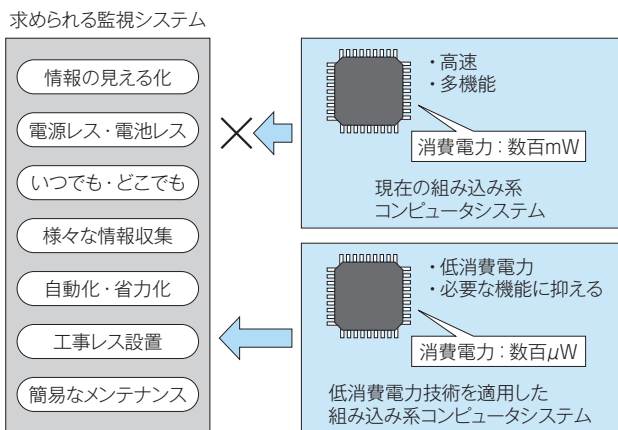 求められる監視システム
情報の見える化
電源レス・電池レス
いつでも・どこでも
様々な情報収集
自動化・省力化
工事レス設置
簡易なメンテナンス
・高速
・多機能
消費電力：数百mW
現在の組み込み系
コンピュータシステム
・低消費電力
・必要な機能に抑える
消費電力：数百μW
低消費電力技術を適用した
組み込み系コンピュータシステム